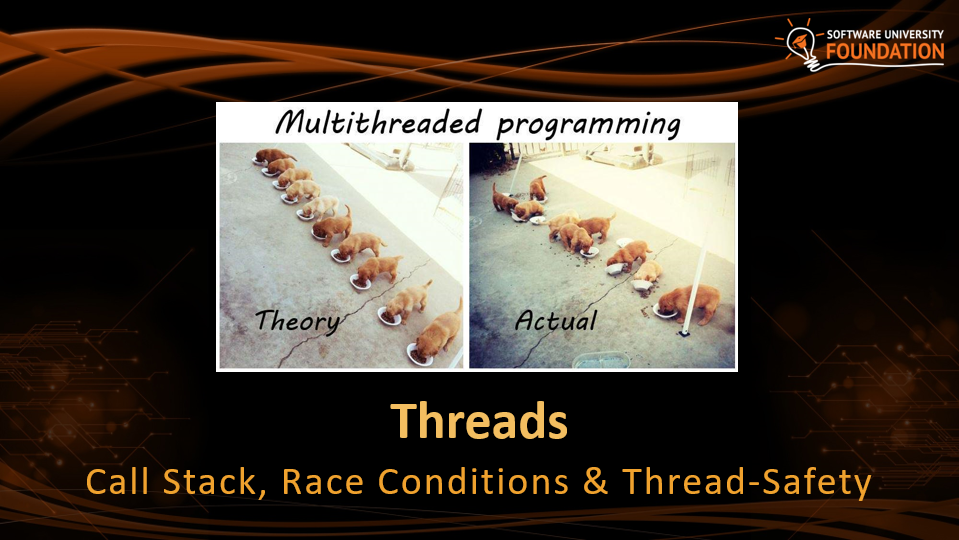 SOFTWARE UNIVERSITY
FOUNDATION
Multithreaded programming
Theory
Actual
Threads
Call Stack, Race Conditions & Thread-Safety